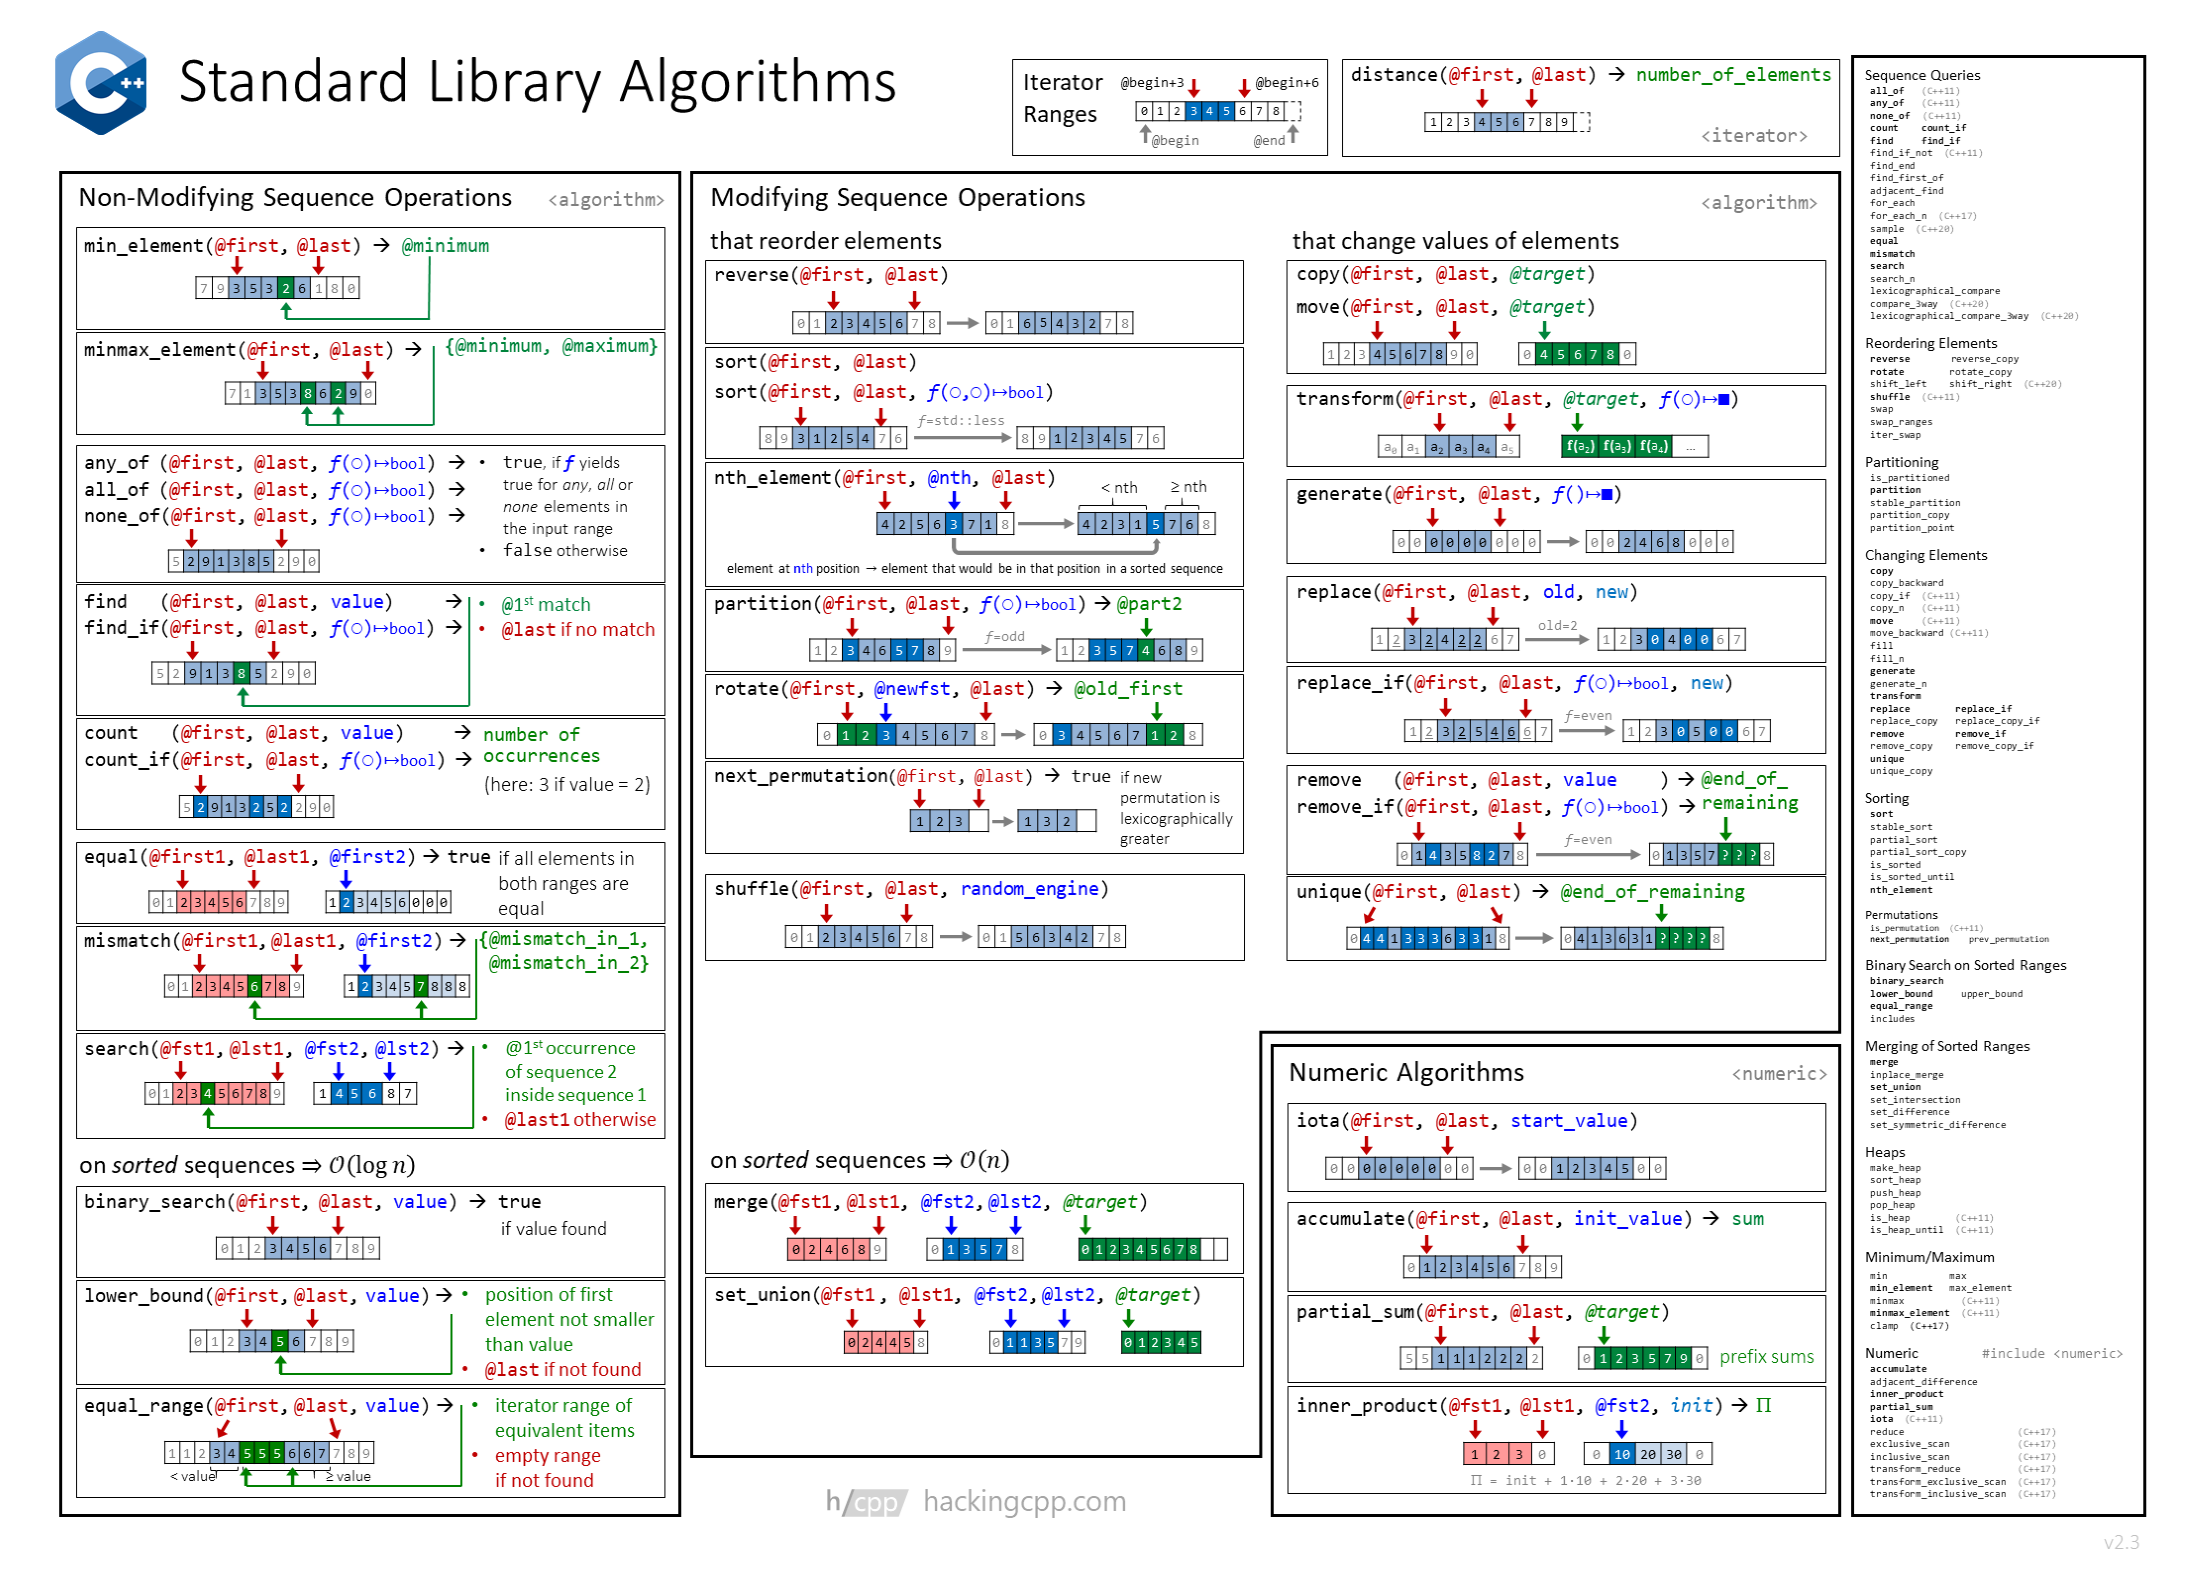 C++
Standard Library Algorithms
Iterator
Ranges
@begin+3
@begin+6
0 1 2 3 4 5 6 7 8
@begin
@end
distance(@first, @last) → number_of_elements
1 2 3 4 5 6 7 8 9
<iterator>
Non-Modifying Sequence Operations
<algorithm>
min_element(@first, @last) → @minimum
7 9 3 5 3 2 6 1 8 0
minmax_element(@first, @last) → {@minimum, @maximum}
7 1 3 5 3 8 6 2 9 0
any_of (@first, @last, f(○)↦bool) →
all_of (@first, @last, f(○)↦bool) →
none_of(@first, @last, f(○)↦bool) →
• true, if f yields
true for any, all or
none elements in
the input range
• false otherwise
5 2 9 1 3 8 5 2 9 0
find (@first, @last, value) →
find_if(@first, @last, f(○)↦bool) →
• @1st match
• @last if no match
5 2 9 1 3 8 5 2 9 0
count (@first, @last, value) → number of
count_if(@first, @last, f(○)↦bool) → occurrences
(here: 3 if value = 2)
5 2 9 1 3 2 5 2 2 9 0
equal(@first1, @last1, @first2) → true if all elements in
both ranges are
equal
0 1 2 3 4 5 6 7 8 9
1 2 3 4 5 6 0 0 0
mismatch(@first1,@last1, @first2) → {@mismatch_in_1,
@mismatch_in_2}
0 1 2 3 4 5 6 7 8 9
1 2 3 4 5 7 8 8 8
search(@fst1,@lst1, @fst2,@lst2) →
• @1st occurrence
of sequence 2
inside sequence 1
• @last1 otherwise
0 1 2 3 4 5 6 7 8 9
1 4 5 6 8 7
on sorted sequences ⇒ O(log n)
binary_search(@first, @last, value) → true
if value found
0 1 2 3 4 5 6 7 8 9
lower_bound(@first,@last, value) →
• position of first
element not smaller
than value
• @last if not found
0 1 2 3 4 5 6 7 8 9
equal_range(@first,@last, value) →
• iterator range of
equivalent items
• empty range
if not found
1 1 2 3 4 5 5 5 6 6 7 7 8 9
< value
≥ value
Modifying Sequence Operations
<algorithm>
that reorder elements
reverse(@first, @last)
0 1 2 3 4 5 6 7 8
0 1 6 5 4 3 2 7 8
sort(@first, @last)
sort(@first, @last, f(○,○)↦bool)
f=std::less
8 9 3 1 2 5 4 7 6
8 9 1 2 3 4 5 7 6
nth_element(@first, @nth, @last)
< nth
≥ nth
4 2 5 6 3 7 1 8
4 2 3 1 5 7 6 8
element at nth position → element that would be in that position in a sorted sequence
partition(@first, @last, f(○)↦bool) → @part2
f=odd
1 2 3 4 6 5 7 8 9
1 2 3 5 7 4 6 8 9
rotate(@first, @newfst, @last) → @old_first
0 1 2 3 4 5 6 7 8
0 3 4 5 6 7 1 2 8
next_permutation(@first, @last) → true if new
permutation is
lexicographically
greater
1 2 3
1 3 2
shuffle(@first, @last, random_engine)
0 1 2 3 4 5 6 7 8
0 1 5 6 3 4 2 7 8
on sorted sequences ⇒ O(n)
merge(@fst1,@lst1, @fst2,@lst2, @target)
0 2 4 6 8 9
0 1 3 5 7 8
0 1 2 3 4 5 6 7 8
set_union(@fst1, @lst1, @fst2,@lst2, @target)
0 2 4 4 5 8
0 1 1 3 5 7 9
0 1 2 3 4 5
that change values of elements
copy(@first, @last, @target)
move(@first, @last, @target)
1 2 3 4 5 6 7 8 9 0
0 4 5 6 7 8 0
transform(@first, @last, @target, f(○)↦■)
a0 a1 a2 a3 a4 a5
f(a2) f(a3) f(a4) ...
generate(@first, @last, f()↦■)
0 0 0 0 0 0 0 0 0
0 0 2 4 6 8 0 0 0
replace(@first, @last, old, new)
old=2
1 2 3 2 4 2 2 6 7
1 2 3 0 4 0 0 6 7
replace_if(@first, @last, f(○)↦bool, new)
f=even
1 2 3 2 5 4 6 6 7
1 2 3 0 5 0 0 6 7
remove (@first, @last, value ) → @end_of_
remove_if(@first, @last, f(○)↦bool) → remaining
f=even
0 1 4 3 5 8 2 7 8
0 1 3 5 7 ? ? ? 8
unique(@first, @last) → @end_of_remaining
0 4 4 1 3 3 3 6 3 3 1 8
0 4 1 3 6 3 1 ? ? ? ? 8
Numeric Algorithms
<numeric>
iota(@first, @last, start_value)
0 0 0 0 0 0 0 0 0
0 0 1 2 3 4 5 0 0
accumulate(@first, @last, init_value) → sum
0 1 2 3 4 5 6 7 8 9
partial_sum(@first, @last, @target)
5 5 1 1 1 2 2 2 2
0 1 2 3 5 7 9 0
prefix sums
inner_product(@fst1, @lst1, @fst2, init) → Π
1 2 3 0
0 10 20 30 0
Π = init + 1·10 + 2·20 + 3·30
h/cpp hackingcpp.com
Sequence Queries
all_of (C++11)
any_of (C++11)
none_of (C++11)
count count_if
find find_if
find_if_not (C++11)
find_end
find_first_of
adjacent_find
for_each
for_each_n (C++17)
sample (C++20)
equal
mismatch
search
search_n
lexicographical_compare
compare_3way (C++20)
lexicographical_compare_3way (C++20)
Reordering Elements
reverse reverse_copy
rotate rotate_copy
shift_left shift_right (C++20)
shuffle (C++11)
swap
swap_ranges
iter_swap
Partitioning
is_partitioned
partition
stable_partition
partition_copy
partition_point
Changing Elements
copy
copy_backward
copy_if (C++11)
copy_n (C++11)
move (C++11)
move_backward (C++11)
fill
fill_n
generate
generate_n
transform
replace replace_if
replace_copy replace_copy_if
remove remove_if
remove_copy remove_copy_if
unique
unique_copy
Sorting
sort
stable_sort
partial_sort
partial_sort_copy
is_sorted
is_sorted_until
nth_element
Permutations
is_permutation (C++11)
next_permutation prev_permutation
Binary Search on Sorted Ranges
binary_search
lower_bound upper_bound
equal_range
includes
Merging of Sorted Ranges
merge
inplace_merge
set_union
set_intersection
set_difference
set_symmetric_difference
Heaps
make_heap
sort_heap
push_heap
pop_heap
is_heap (C++11)
is_heap_until (C++11)
Minimum/Maximum
min max
min_element max_element
minmax (C++11)
minmax_element (C++11)
clamp (C++17)
Numeric #include <numeric>
accumulate
adjacent_difference
inner_product
partial_sum
iota (C++11)
reduce (C++17)
exclusive_scan (C++17)
inclusive_scan (C++17)
transform_reduce (C++17)
transform_exclusive_scan (C++17)
transform_inclusive_scan (C++17)
v2.3